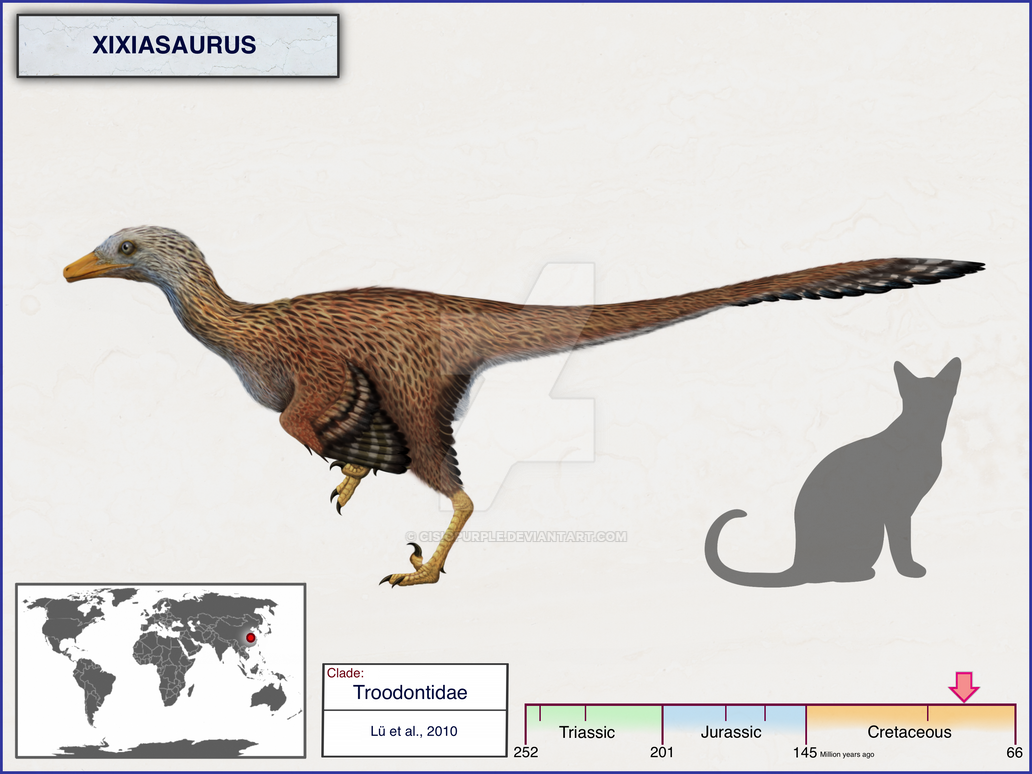 XIXIASAURUS
© CISIOPURPLE.DEVIANTART.COM
Clade:
Troodontidae
Lü et al., 2010
Triassic
Jurassic
Cretaceous
252
201
145 Million years ago
66